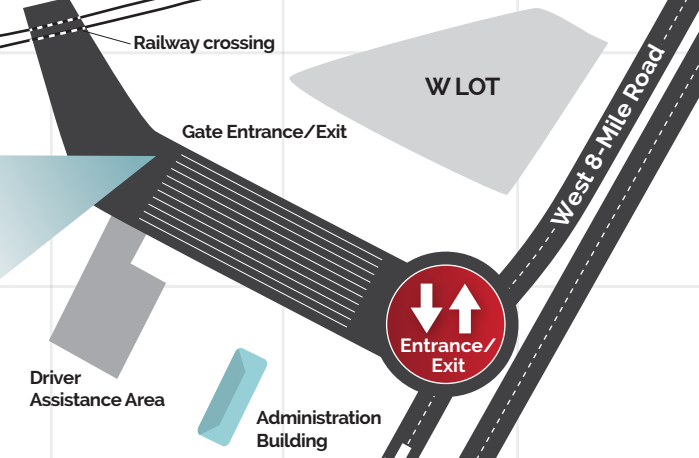 Railway crossing
W LOT
West 8-Mile Road
Gate Entrance/Exit
Entrance/
Exit
Driver
Assistance Area
Administration
Building